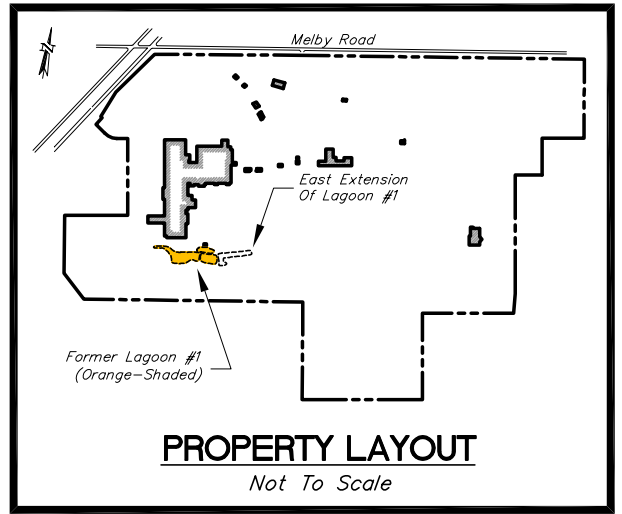 N
Melby Road
East Extension
Of Lagoon #1
Former Lagoon #1
(Orange-Shaded)
PROPERTY LAYOUT
Not To Scale